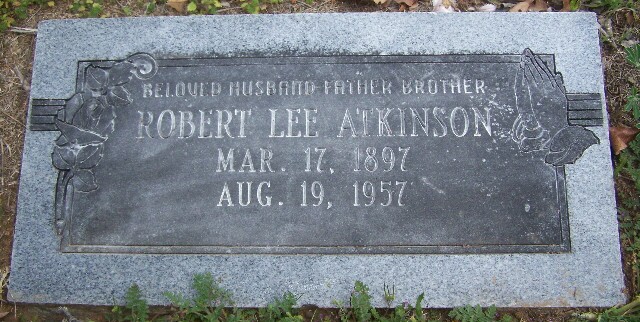 BELOVED HUSBAND FATHER BROTHER
ROBERT LEE ATKINSON
MAR. 17, 1897
AUG. 19, 1957